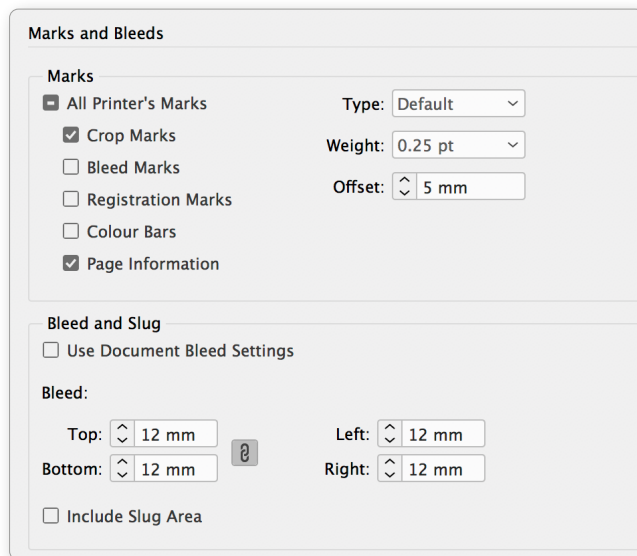 Marks and Bleeds
Marks
All Printer's Marks
Crop Marks
Bleed Marks
Registration Marks
Colour Bars
Page Information
Type: Default
Weight: 0.25 pt
Offset: 5 mm
Bleed and Slug
Use Document Bleed Settings
Bleed:
Top: 12 mm
Bottom: 12 mm
Left: 12 mm
Right: 12 mm
Include Slug Area